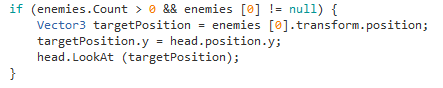 if (enemies.Count > 0 && enemies [0] != null) {
Vector3 targetPosition = enemies [0].transform.position;
targetPosition.y = head.position.y;
head.LookAt (targetPosition);
}